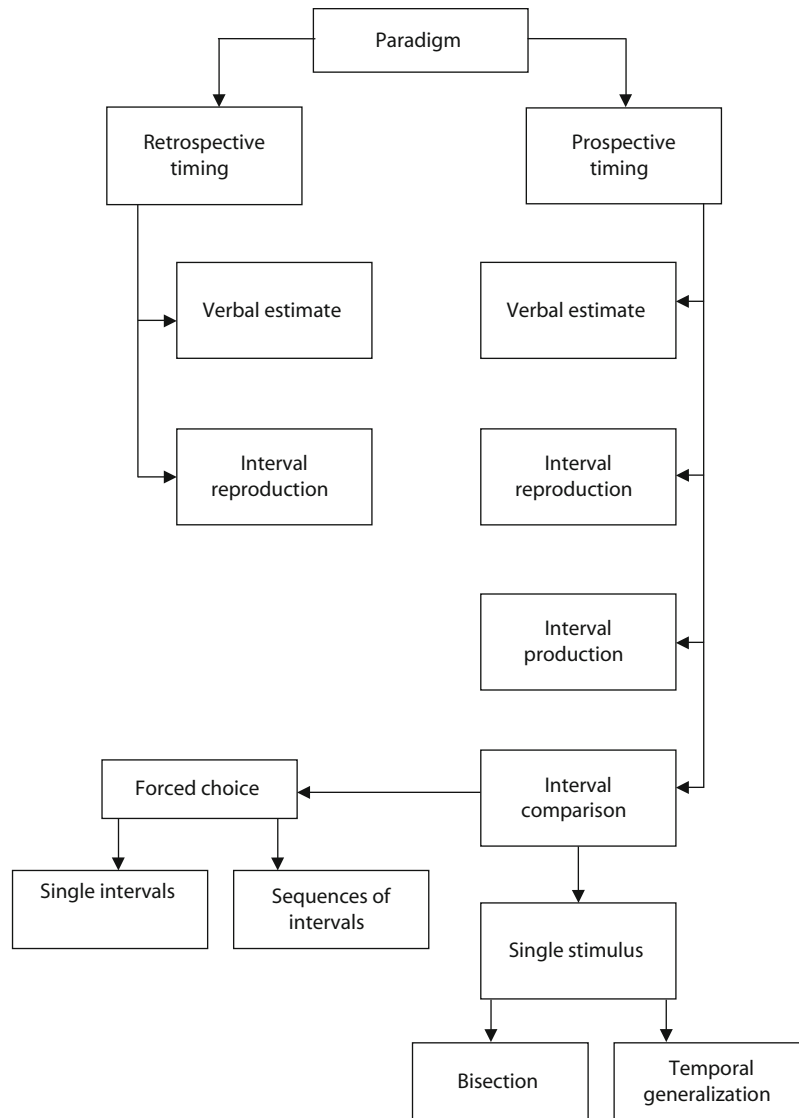 Paradigm
Retrospective
timing
Prospective
timing
Verbal estimate
Verbal estimate
Interval
reproduction
Interval
reproduction
Interval
production
Forced choice
Interval
comparison
Single intervals
Sequences of
intervals
Single stimulus
Bisection
Temporal
generalization